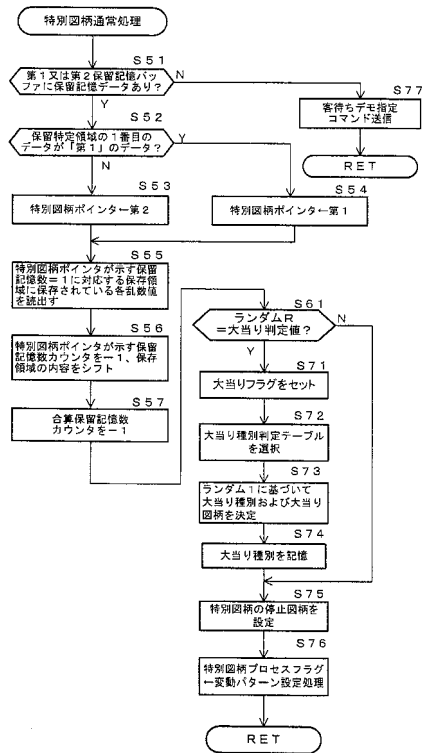 特別図柄通常処理
S51
第1又は第2保留記憶バッ
ファに保留記憶データあり?
N
Y
S77
客待ちデモ指定
コマンド送信
RET
S52
保留特定領域の1番目の
データが「第1」のデータ?
Y
N
S53
特別図柄ポインタ←第2
S54
特別図柄ポインタ←第1
S55
特別図柄ポインタが示す保留
記憶数=1に対応する保存領
域に保存されている各乱数値
を読出す
S56
特別図柄ポインタが示す保留
記憶数カウンタを-1、保存
領域の内容をシフト
S57
合算保留記憶数
カウンタを-1
S61
ランダムR
=大当り判定値?
N
Y
S71
大当りフラグをセット
S72
大当り種別判定テーブル
を選択
S73
ランダム1に基づいて
大当り種別および大当り
図柄を決定
S74
大当り種別を記憶
S75
特別図柄の停止図柄を
設定
S76
特別図柄プロセスフラグ
←変動パターン設定処理
RET